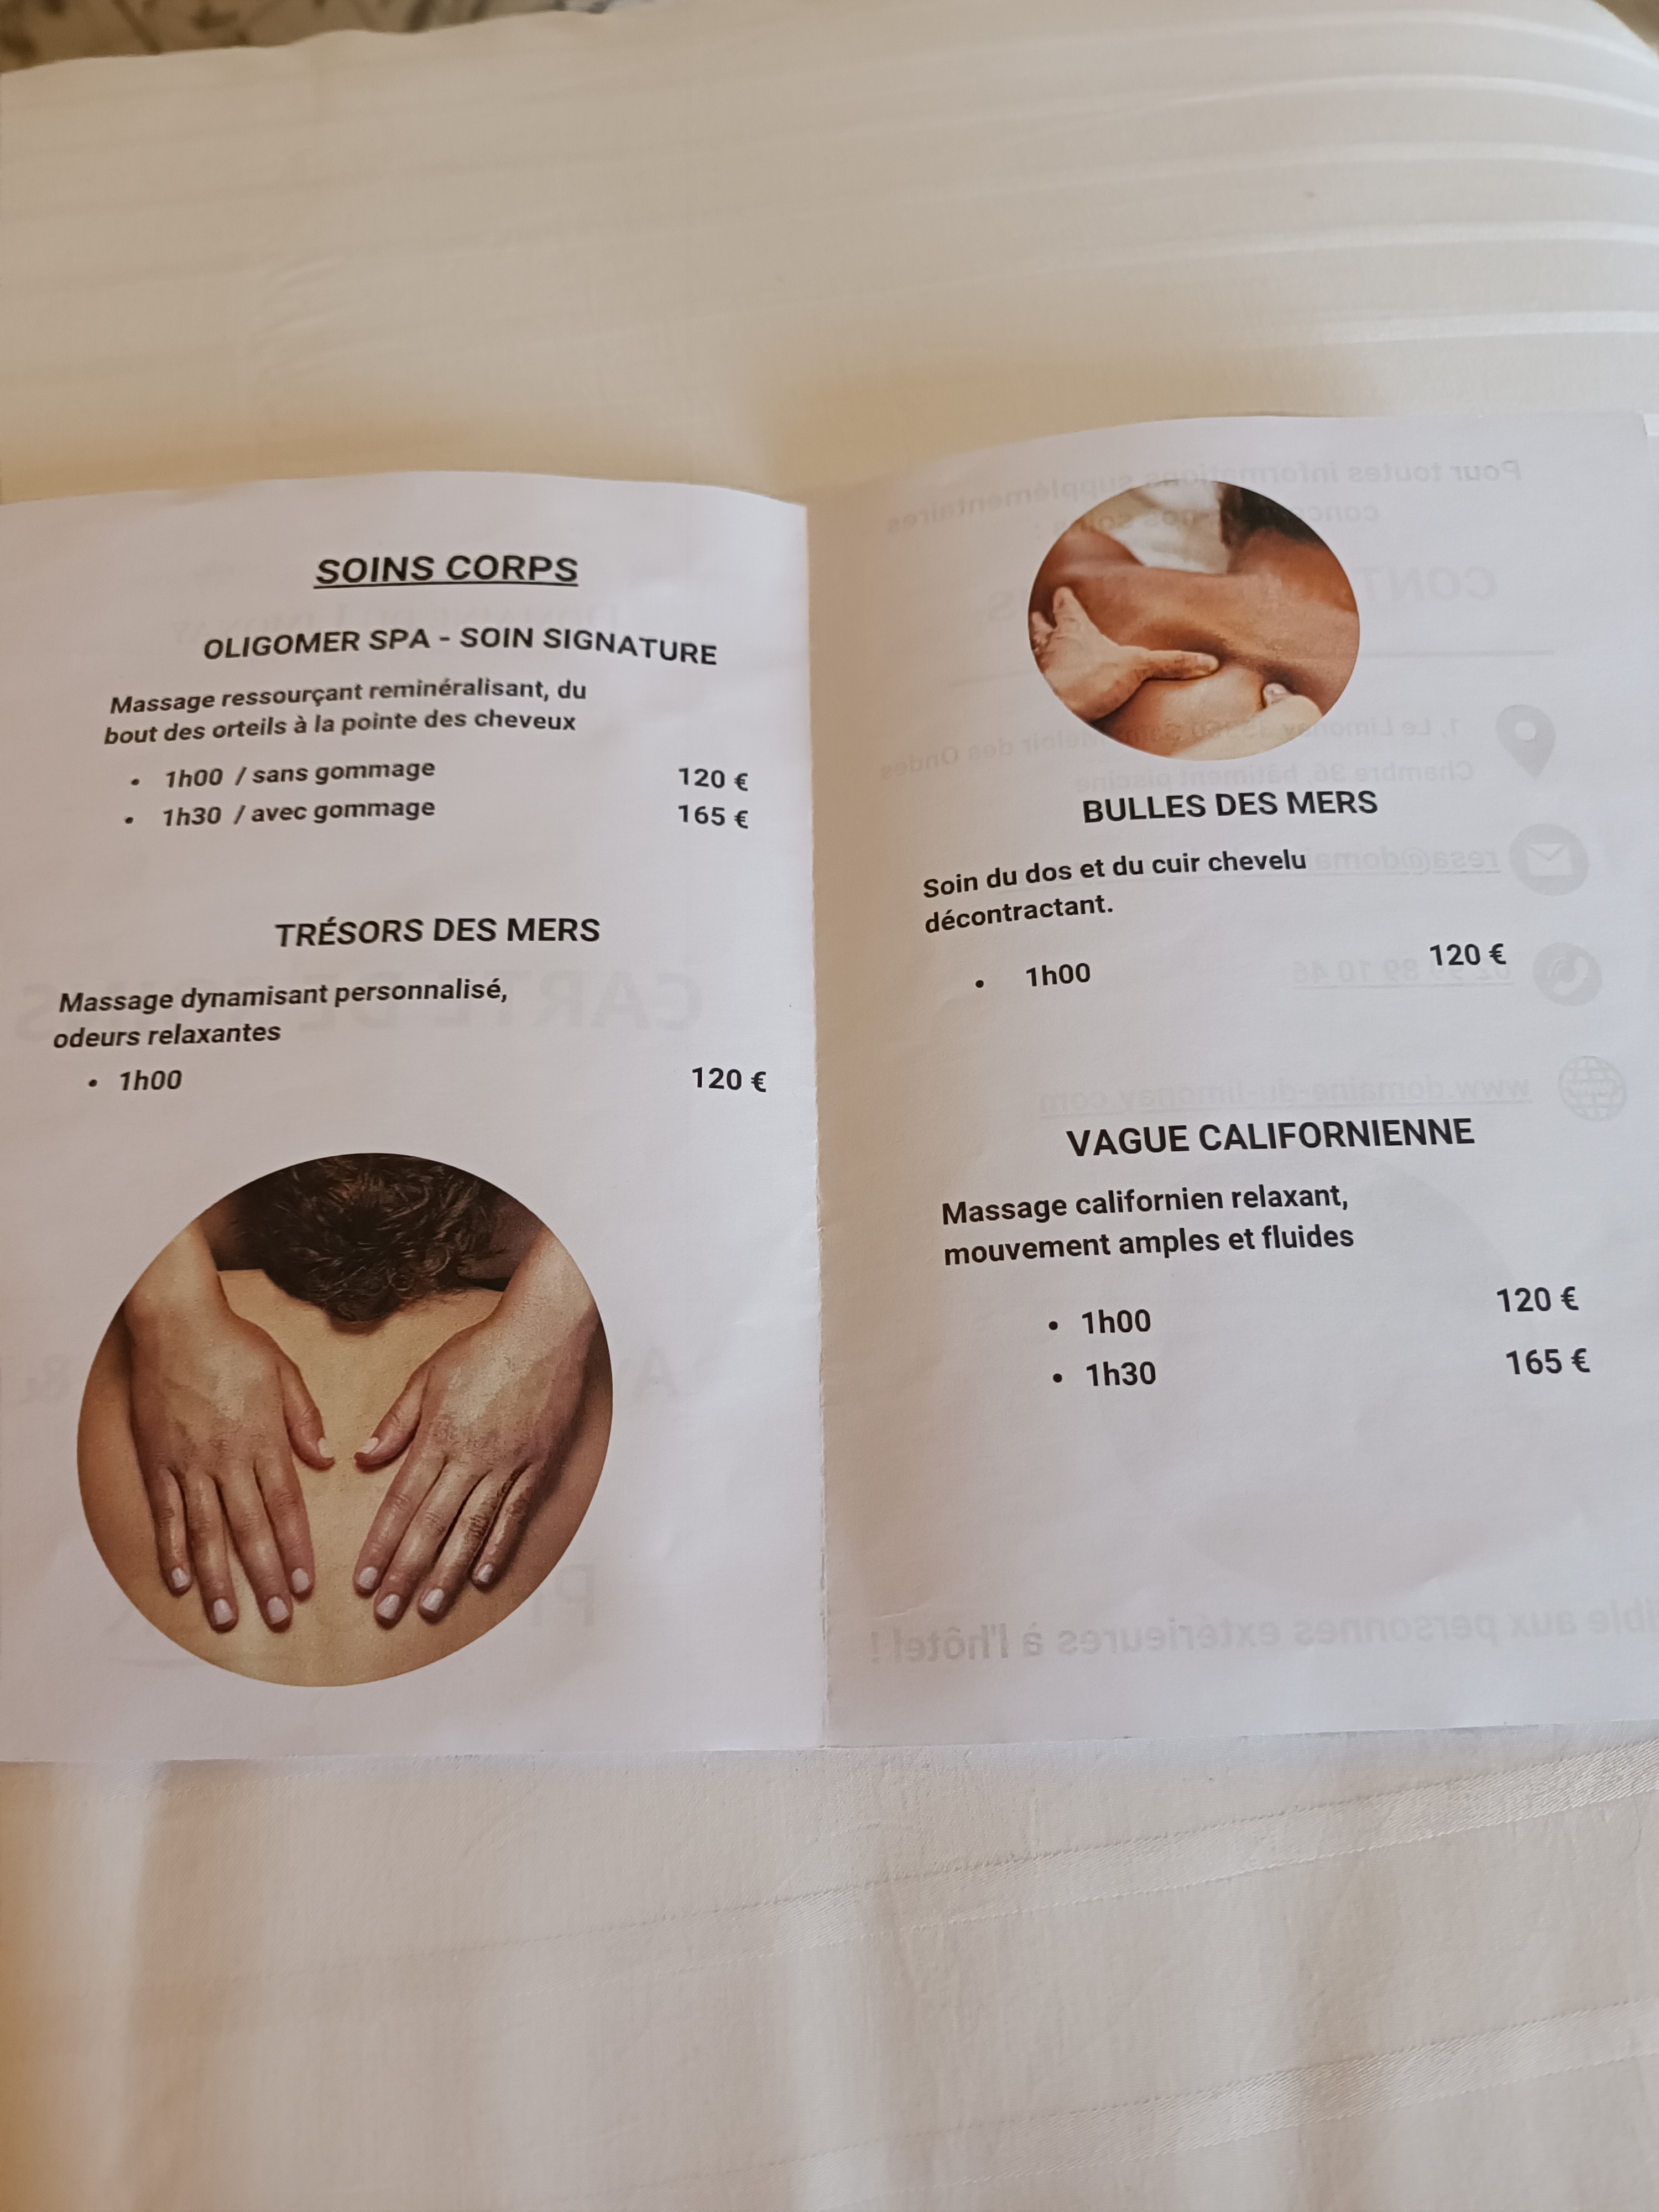 SOINS CORPS
OLIGOMER SPA - SOIN SIGNATURE
Massage ressourçant reminéralisant, du
bout des orteils à la pointe des cheveux
• 1h00 / sans gommage 120 €
• 1h30 / avec gommage 165 €
TRÉSORS DES MERS
Massage dynamisant personnalisé,
odeurs relaxantes
• 1h00 120 €
BULLES DES MERS
Soin du dos et du cuir chevelu
décontractant.
• 1h00 120 €
VAGUE CALIFORNIENNE
Massage californien relaxant,
mouvement amples et fluides
• 1h00 120 €
• 1h30 165 €